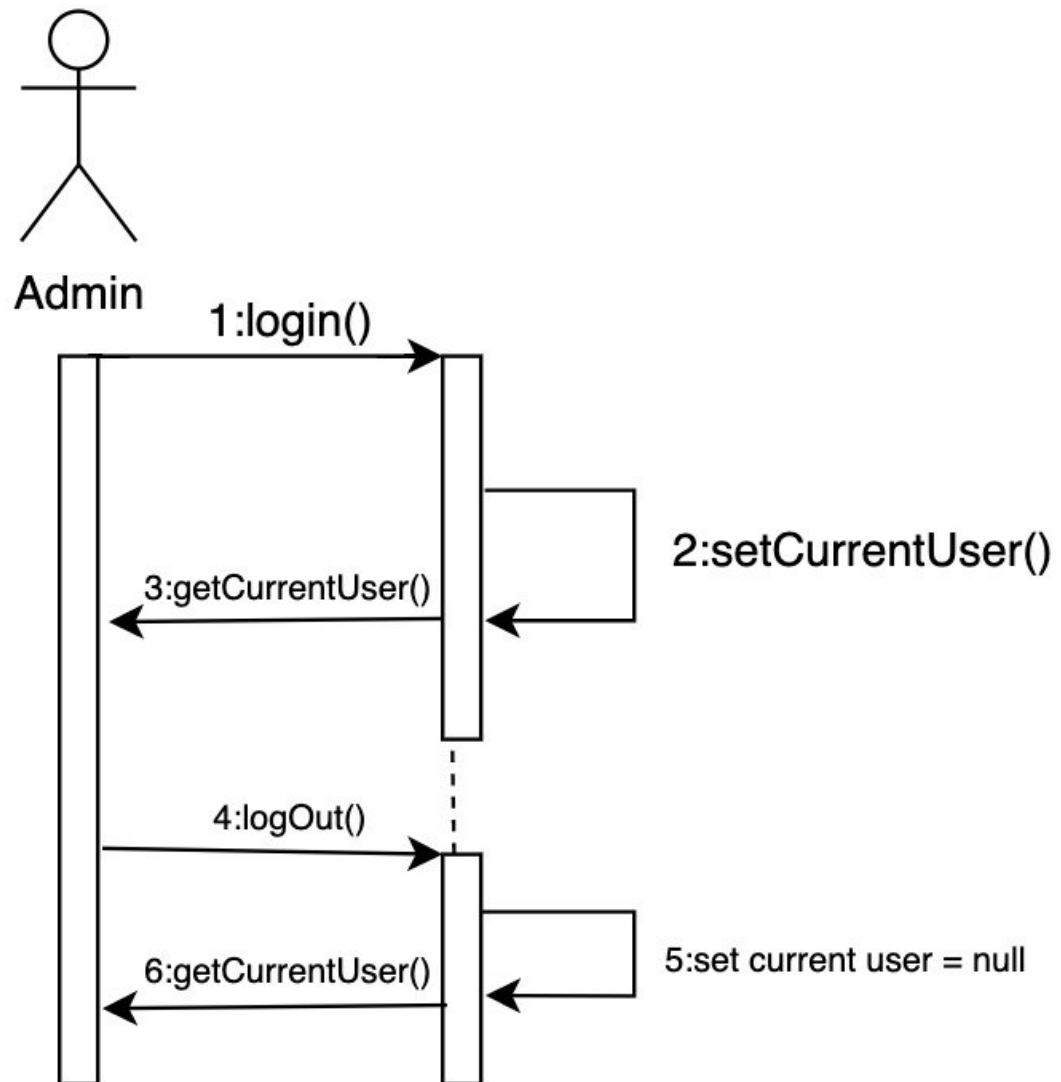 Admin
1:login()
2:setCurrentUser()
3:getCurrentUser()
4:logOut()
5:set current user = null
6:getCurrentUser()